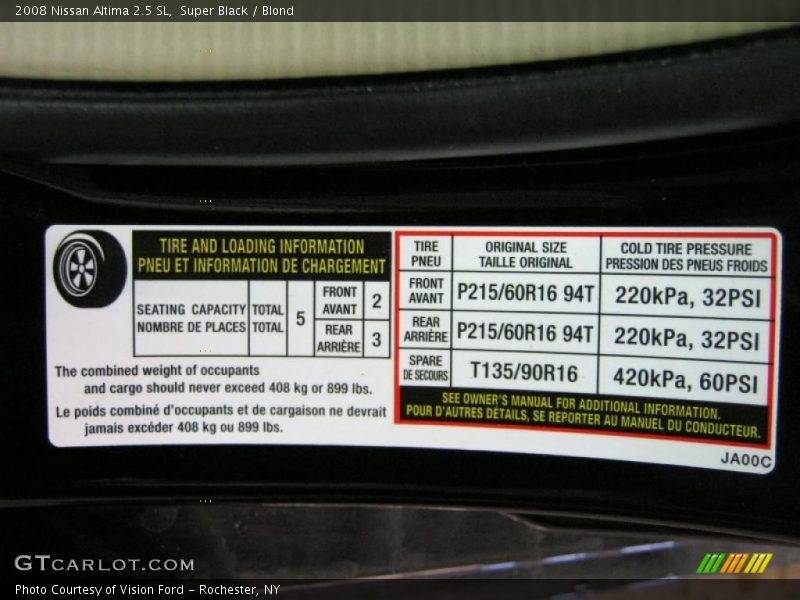 2008 Nissan Altima 2.5 SL,  Super Black / Blond
TIRE AND LOADING INFORMATION
PNEU ET INFORMATION DE CHARGEMENT
SEATING CAPACITY
NOMBRE DE PLACES
TOTAL
TOTAL
5
FRONT
AVANT
2
REAR
ARRIÈRE
3
The combined weight of occupants
and cargo should never exceed 408 kg or 899 lbs.
Le poids combiné d'occupants et de cargaison ne devrait
jamais excéder 408 kg ou 899 lbs.
TIRE
PNEU
ORIGINAL SIZE
TAILLE ORIGINAL
COLD TIRE PRESSURE
PRESSION DES PNEUS FROIDS
FRONT
AVANT
P215/60R16 94T
220kPa, 32PSI
REAR
ARRIÈRE
P215/60R16 94T
220kPa, 32PSI
SPARE
DE SECOURS
T135/90R16
420kPa, 60PSI
SEE OWNER'S MANUAL FOR ADDITIONAL INFORMATION.
POUR D'AUTRES DÉTAILS, SE REPORTER AU MANUEL DU CONDUCTEUR.
JA00C
GTCARLOT.COM
Photo Courtesy of Vision Ford – Rochester, NY